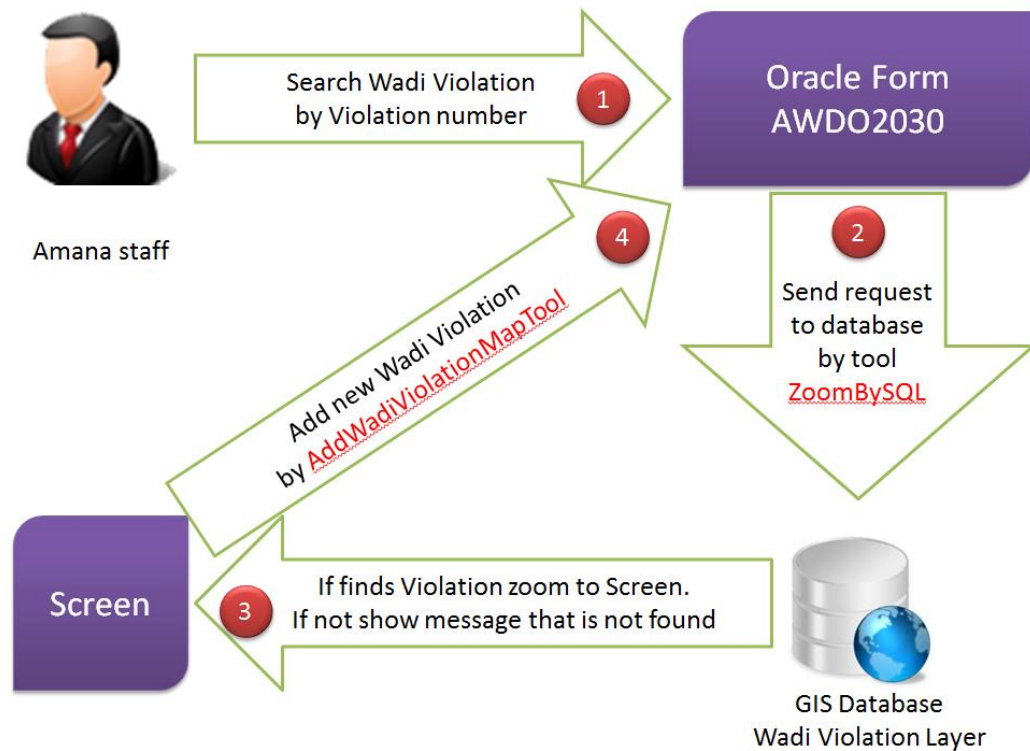 Search Wadi Violation
by Violation number
1
Oracle Form
AWDO2030
Amana staff
4
2
Send request
to database
by tool
ZoomBySQL
Add new Wadi Violation
by AddWadiViolationMapTool
Screen
3
If finds Violation zoom to Screen.
If not show message that is not found
GIS Database
Wadi Violation Layer